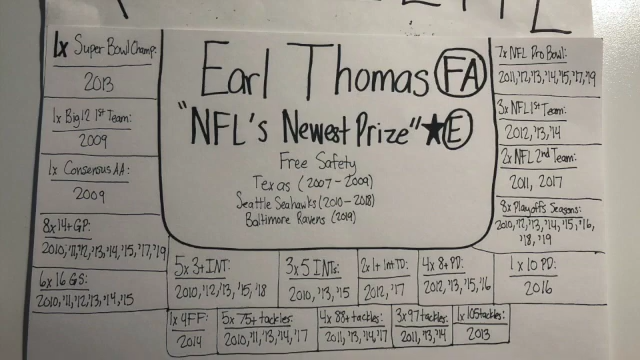 1x Super Bowl Champ:
2013
1x Big 12 1st Team:
2009
1x Consensus AA:
2009
8x 14+ GP:
2010, '11, '12, '13, '14, '15, '17, '19
6x 16 GS:
2010, '11, '12, '13, '14, '15
Earl Thomas FA
"NFL's Newest Prize" ★ E
Free Safety
Texas (2007-2009)
Seattle Seahawks (2010-2018)
Baltimore Ravens (2019)
7x NFL Pro Bowl:
2011, '12, '13, '14, '15, '17, '19
3x NFL 1st Team:
2012, '13, '14
2x NFL 2nd Team:
2011, 2017
8x Playoffs Seasons:
2010, '12, '13, '14, '15, '16,
'18, '19
5x 3+ INT:
2010, '12, '13, '15, '18
3x 5 INTs:
2010, '13, '15
2x 1+ Int TD:
2012, '17
4x 8+ PD:
2012, '13, '15, '16
1x 10 PD:
2016
1x 4FF:
2014
5x 75+ tackles:
2010, '11, '13, '14, '17
4x 88+ tackles:
2011, '13, '14, '17
3x 97+ tackles:
2011, '13, '14
1x 105 tackles:
2013